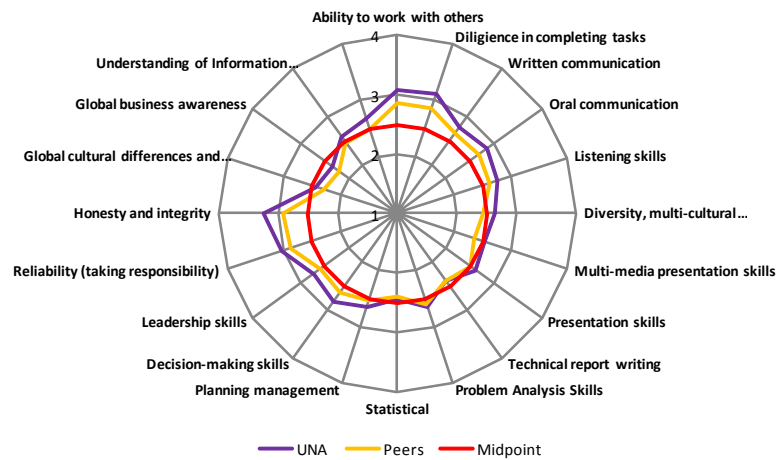 Ability to work with others
Diligience in completing tasks
Written communication
Oral communication
Listening skills
Diversity, multi-cultural...
Multi-media presentation skills
Presentation skills
Technical report writing
Problem Analysis Skills
Statistical
Planning management
Decision-making skills
Leadership skills
Reliability (taking responsibility)
Honesty and integrity
Global cultural differences and...
Global business awareness
Understanding of Information...
4
3
2
1
UNA Peers Midpoint